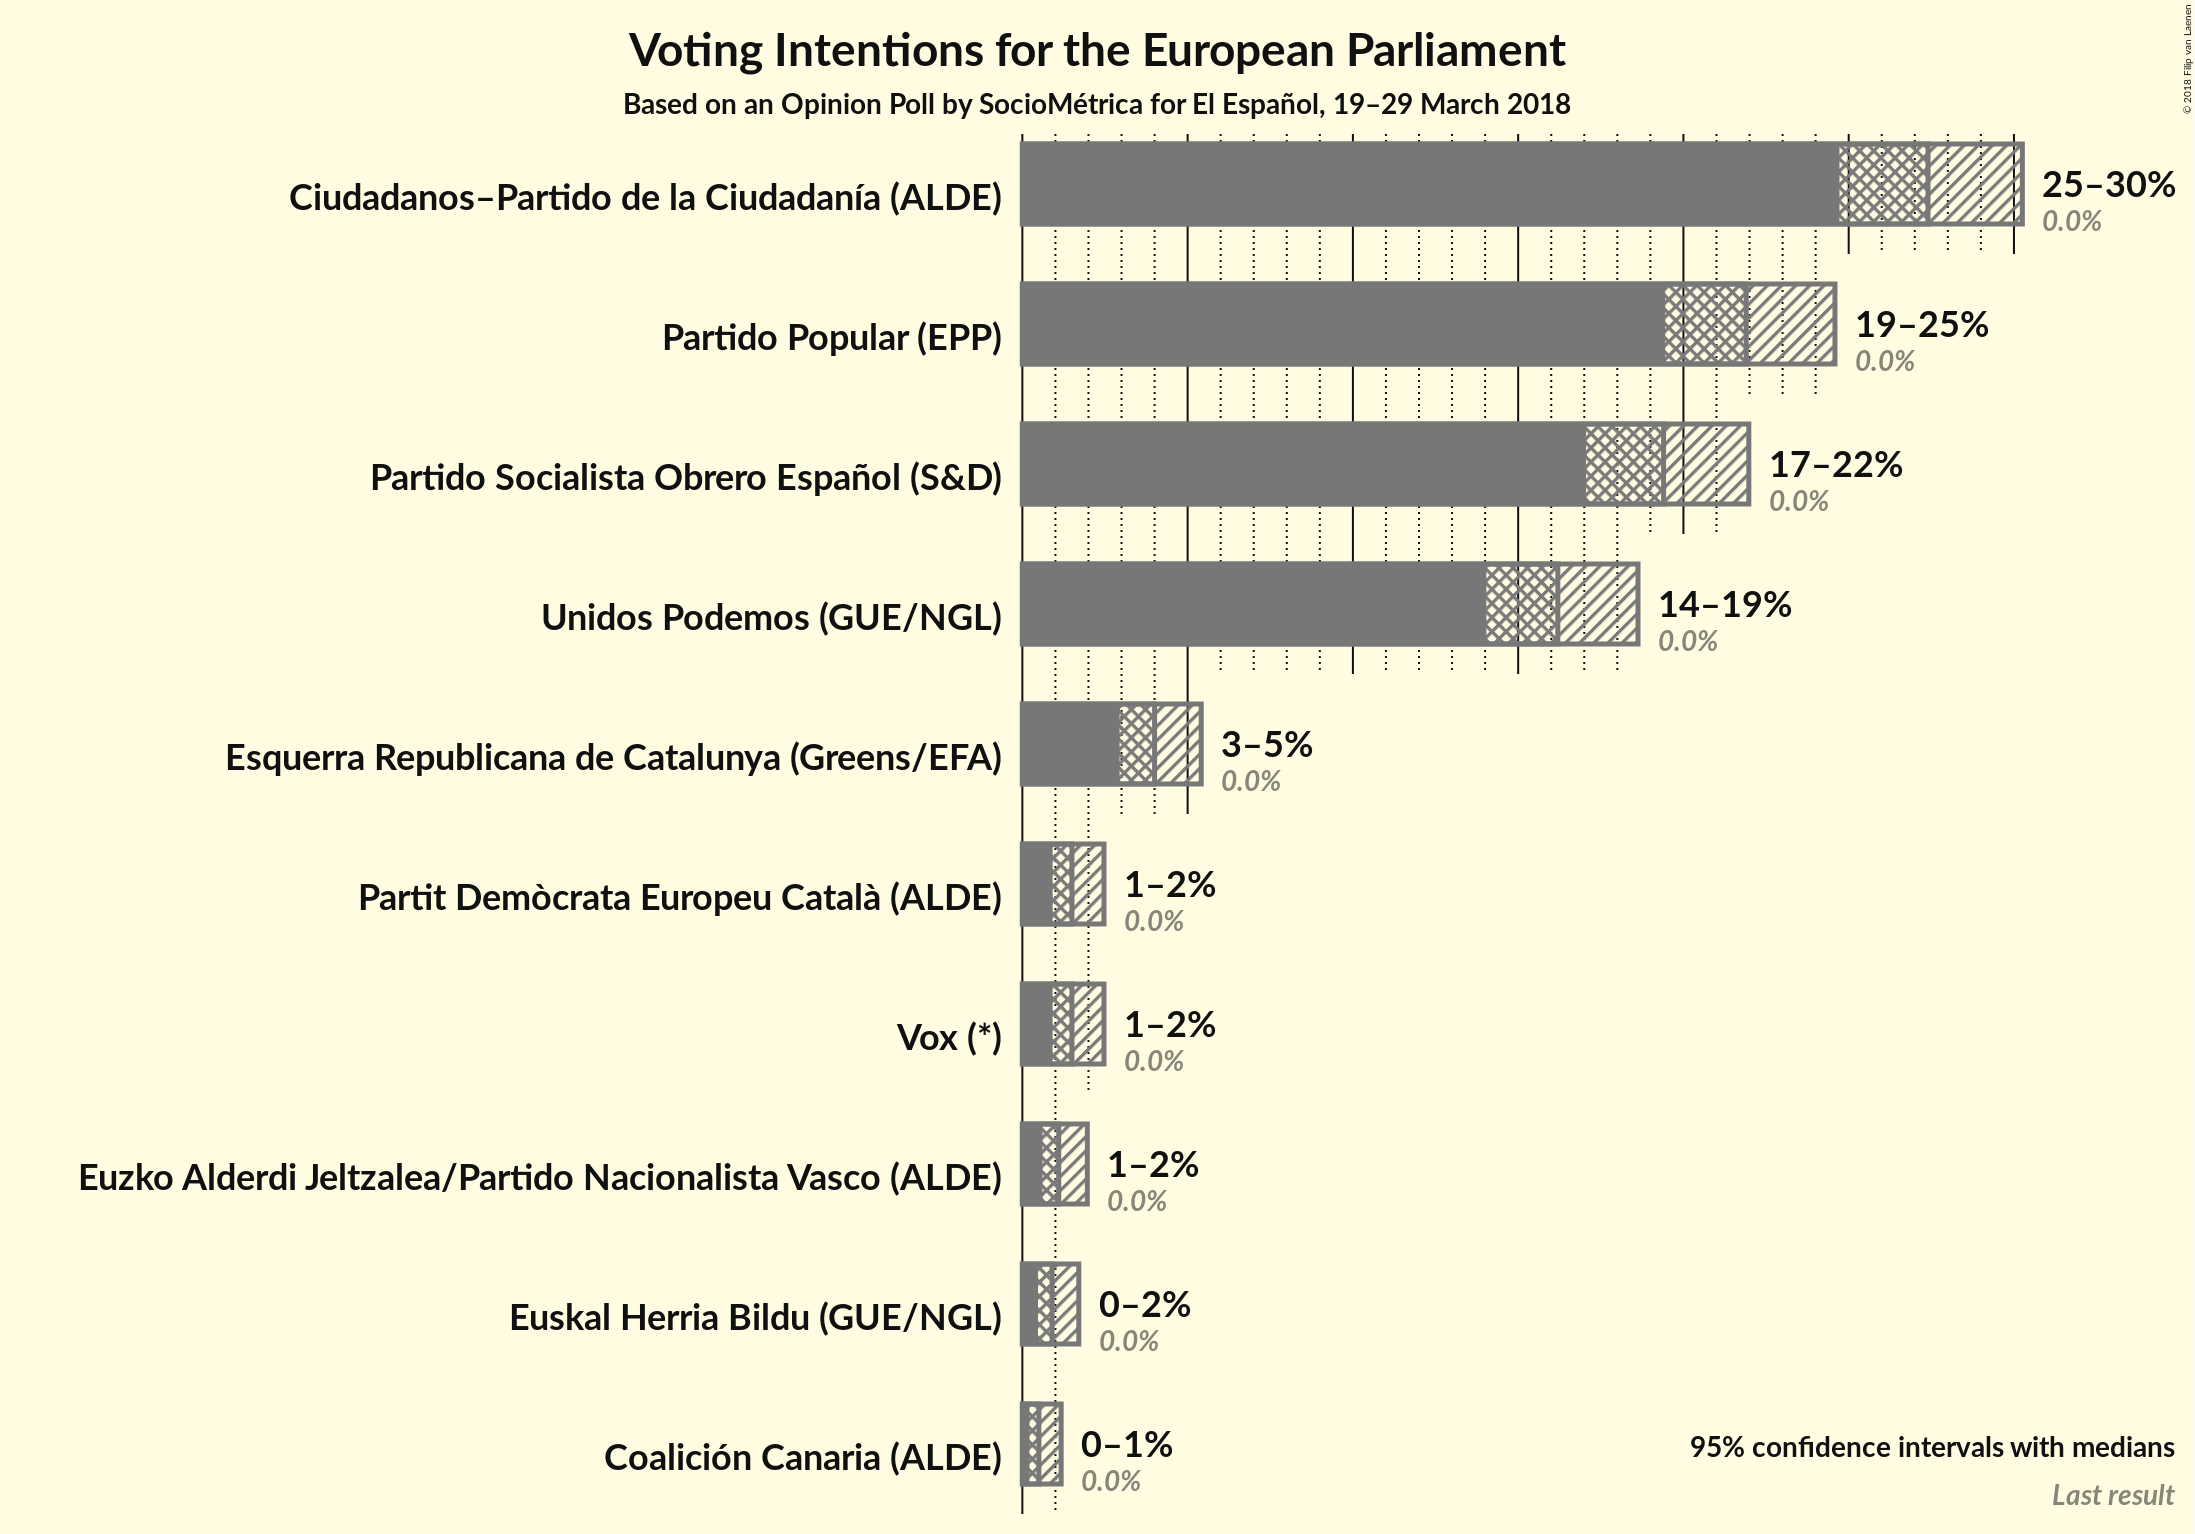 Voting Intentions for the European Parliament
Based on an Opinion Poll by SocioMétrica for El Español, 19–29 March 2018
© 2018 Filip van Laenen
Ciudadanos–Partido de la Ciudadanía (ALDE)
25–30%
0.0%
Partido Popular (EPP)
19–25%
0.0%
Partido Socialista Obrero Español (S&D)
17–22%
0.0%
Unidos Podemos (GUE/NGL)
14–19%
0.0%
Esquerra Republicana de Catalunya (Greens/EFA)
3–5%
0.0%
Partit Demòcrata Europeu Català (ALDE)
1–2%
0.0%
Vox (*)
1–2%
0.0%
Euzko Alderdi Jeltzalea/Partido Nacionalista Vasco (ALDE)
1–2%
0.0%
Euskal Herria Bildu (GUE/NGL)
0–2%
0.0%
Coalición Canaria (ALDE)
0–1%
0.0%
95% confidence intervals with medians
Last result